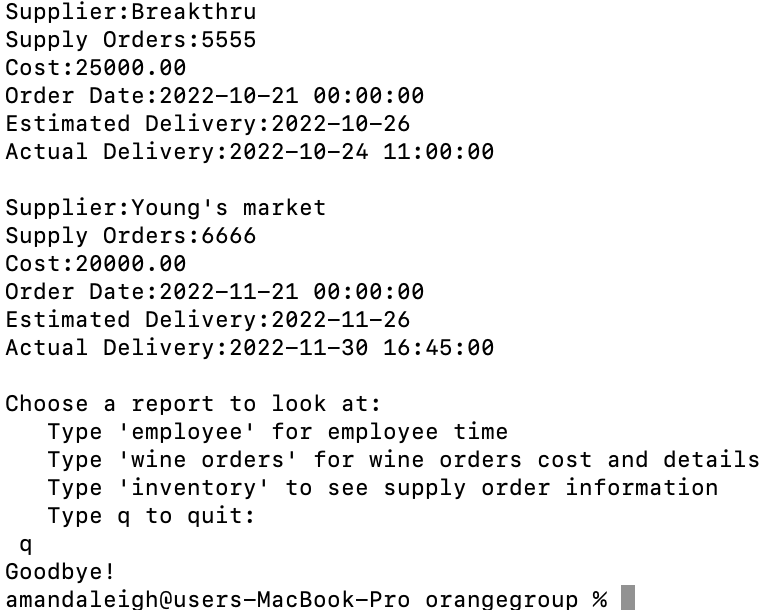 Supplier:Breakthru
Supply Orders:5555
Cost:25000.00
Order Date:2022-10-21 00:00:00
Estimated Delivery:2022-10-26
Actual Delivery:2022-10-24 11:00:00
Supplier:Young's market
Supply Orders:6666
Cost:20000.00
Order Date:2022-11-21 00:00:00
Estimated Delivery:2022-11-26
Actual Delivery:2022-11-30 16:45:00
Choose a report to look at:
Type 'employee' for employee time
Type 'wine orders' for wine orders cost and details
Type 'inventory' to see supply order information
Type q to quit:
q
Goodbye!
amandaleigh@users-MacBook-Pro orangegroup %